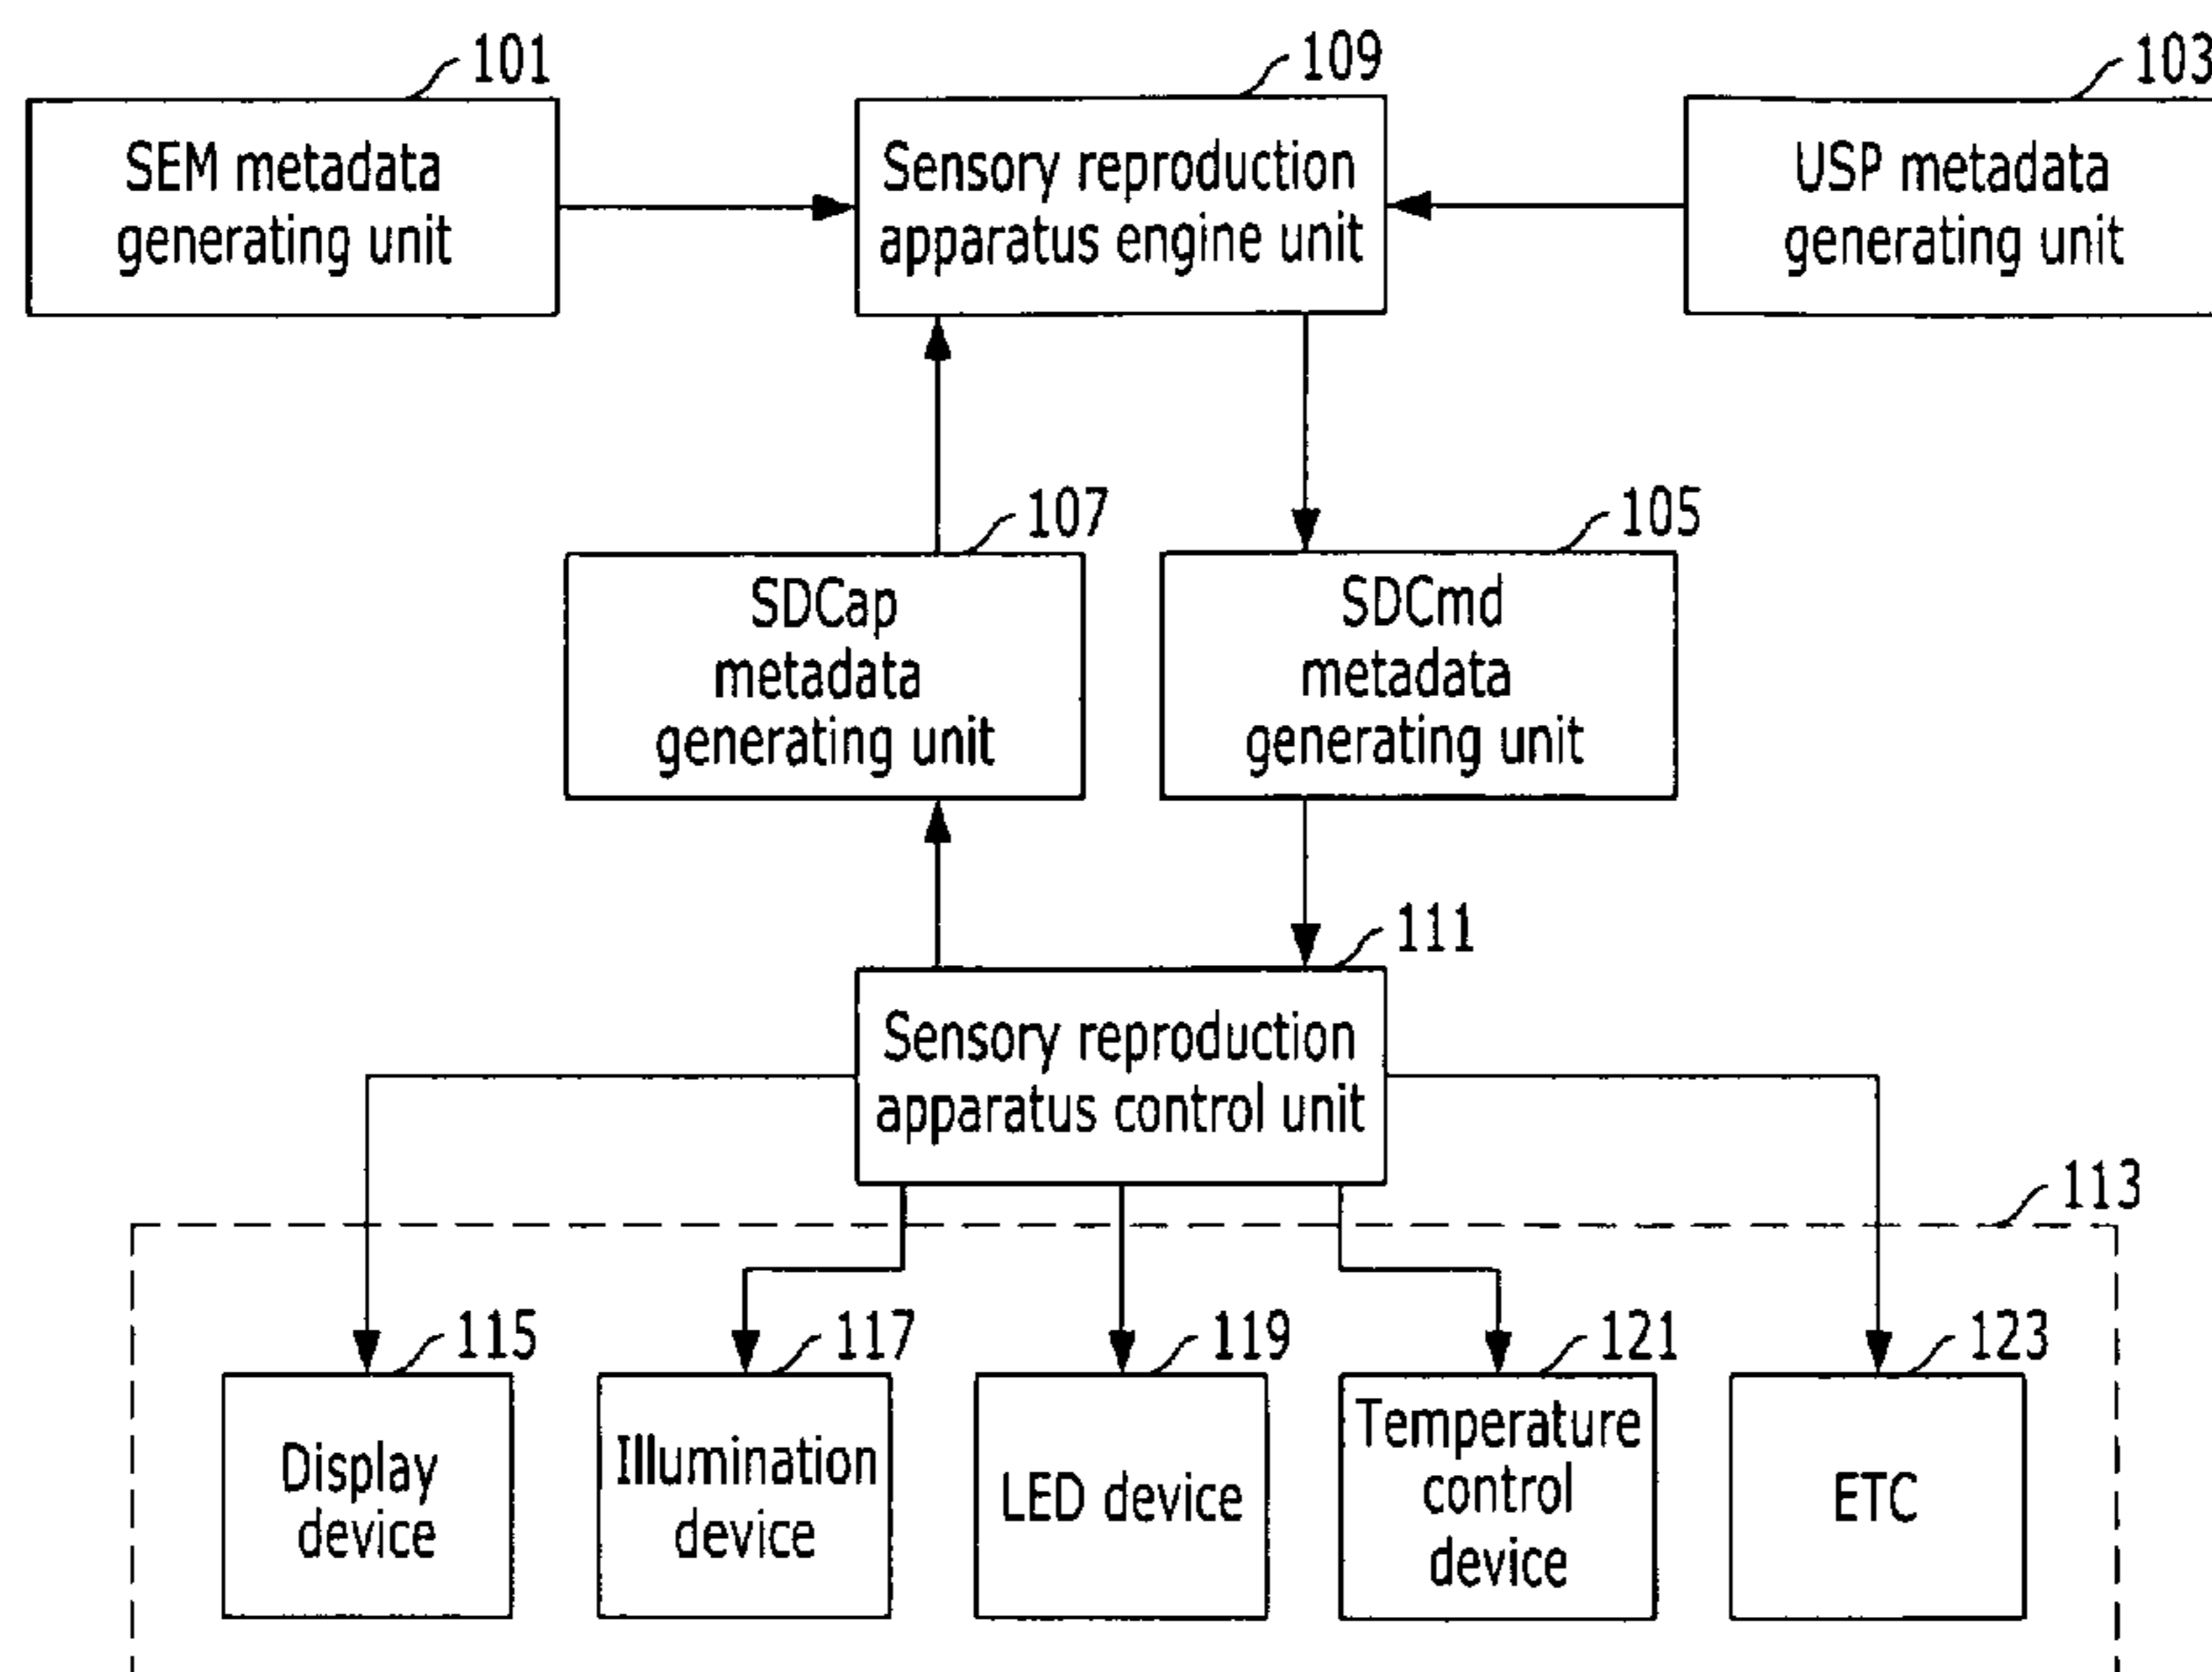 101
109
103
SEM metadata
generating unit
Sensory reproduction
apparatus engine unit
USP metadata
generating unit
107
105
SDCap
metadata
generating unit
SDCmd
metadata
generating unit
111
Sensory reproduction
apparatus control unit
113
115
117
119
121
123
Display
device
Illumination
device
LED device
Temperature
control
device
ETC